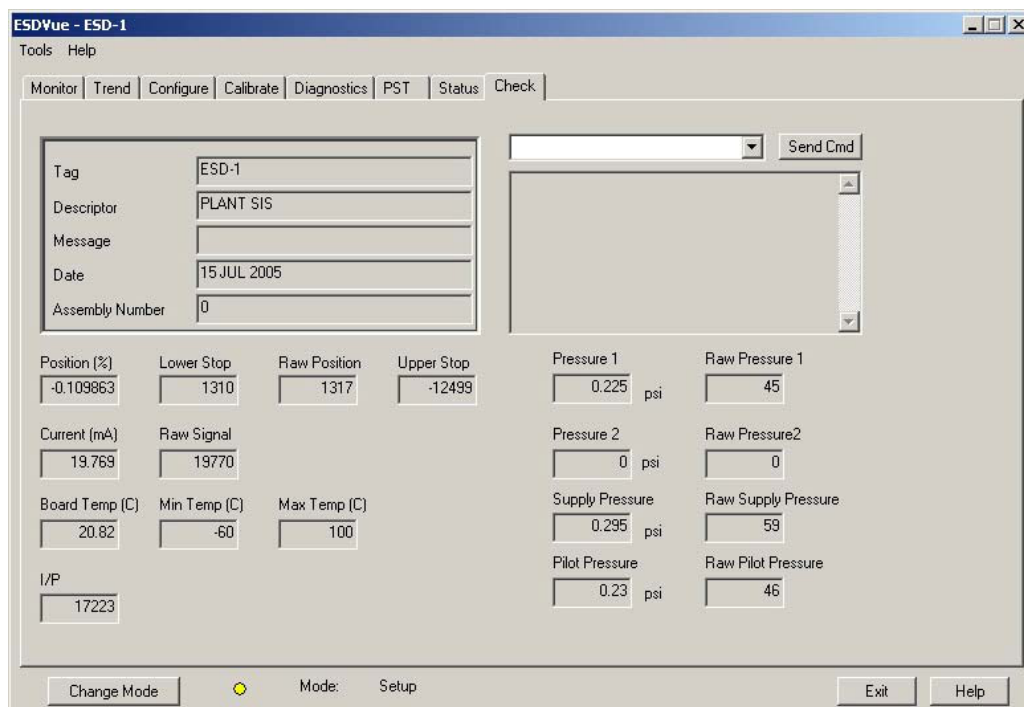 ESDVue - ESD-1
Tools Help
Monitor Trend Configure Calibrate Diagnostics PST Status Check
Tag ESD-1
Descriptor PLANT SIS
Message
Date 15 JUL 2005
Assembly Number 0
Send Cmd
Position (%) Lower Stop Raw Position Upper Stop
-0.109863 1310 1317 -12499
Current (mA) Raw Signal
19.769 19770
Board Temp (C) Min Temp (C) Max Temp (C)
20.82 -60 100
I/P
17223
Pressure 1 Raw Pressure 1
0.225 psi 45
Pressure 2 Raw Pressure2
0 psi 0
Supply Pressure Raw Supply Pressure
0.295 psi 59
Pilot Pressure Raw Pilot Pressure
0.23 psi 46
Change Mode Mode: Setup Exit Help